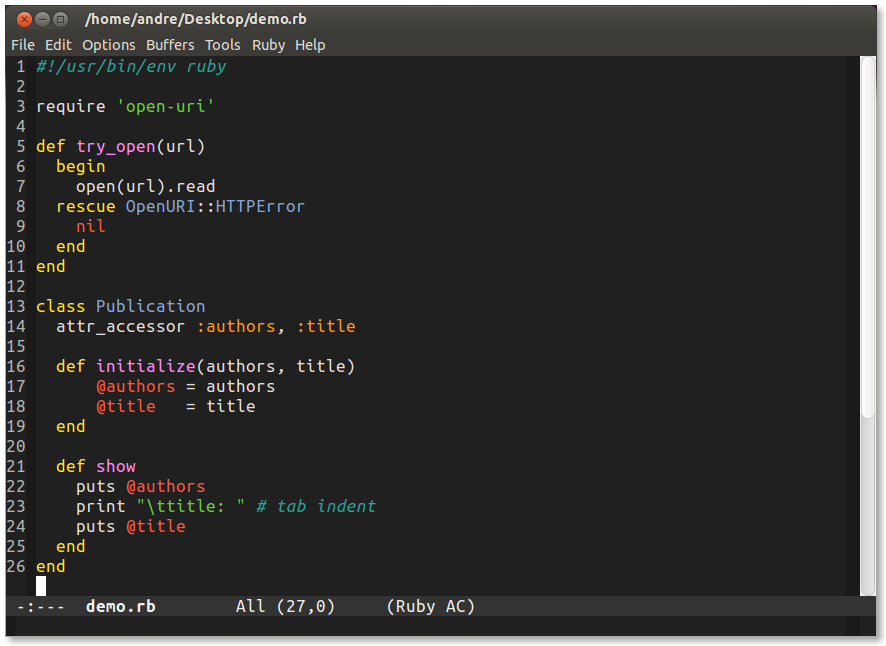 /home/andre/Desktop/demo.rb
File Edit Options Buffers Tools Ruby Help
1 #!/usr/bin/env ruby
2
3 require 'open-uri'
4
5 def try_open(url)
6   begin
7     open(url).read
8   rescue OpenURI::HTTPError
9     nil
10   end
11 end
12
13 class Publication
14   attr_accessor :authors, :title
15
16   def initialize(authors, title)
17       @authors = authors
18       @title   = title
19   end
20
21   def show
22     puts @authors
23     print "\ttitle: " # tab indent
24     puts @title
25   end
26 end
-:---  demo.rb        All (27,0)     (Ruby AC)